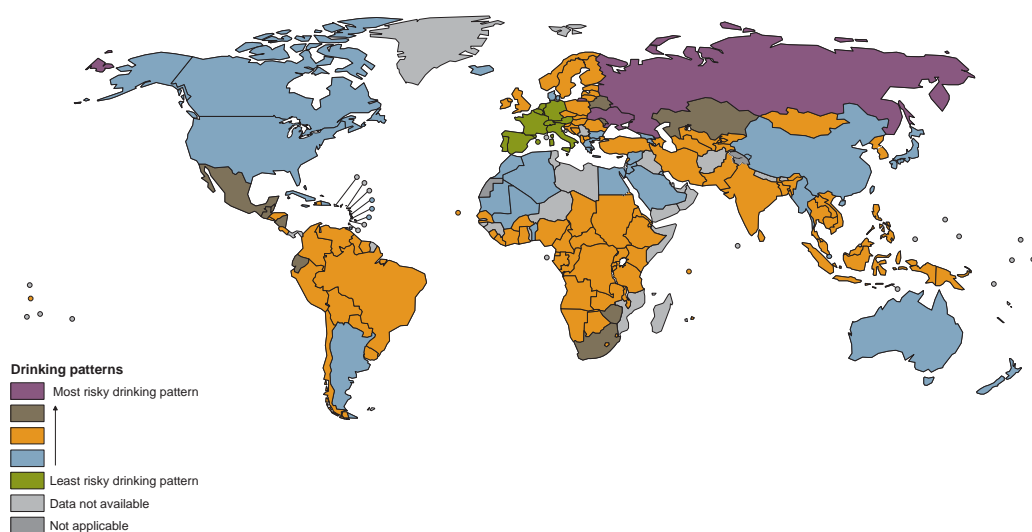 Drinking patterns
Most risky drinking pattern
Least risky drinking pattern
Data not available
Not applicable